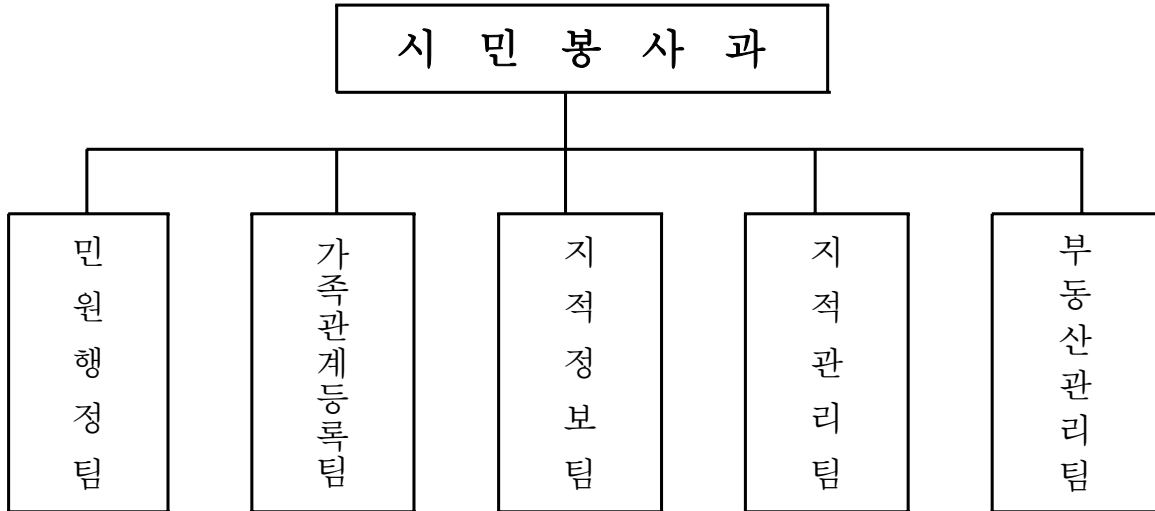 시 민 봉 사 과
민원행정팀
가족관계등록팀
지적정보팀
지적관리팀
부동산관리팀